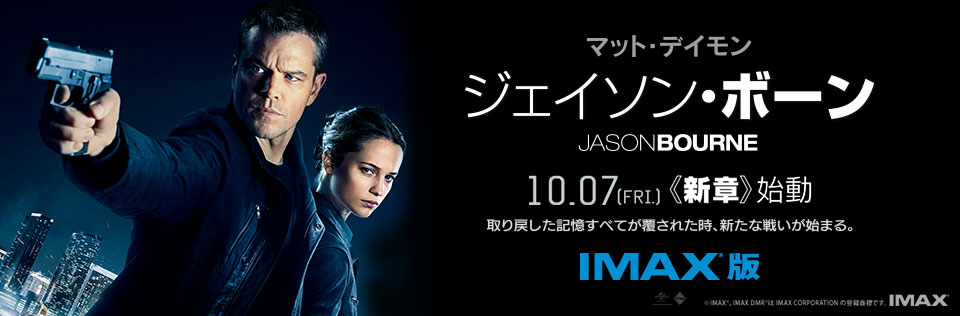 マット・デイモン
ジェイソン・ボーン
JASONBOURNE
10.07(FRI.)《新章》始動
取り戻した記憶すべてが覆された時、新たな戦いが始まる。
IMAX®版
※IMAX®, IMAX DMR®は IMAX CORPORATION の登録商標です. IMAX®